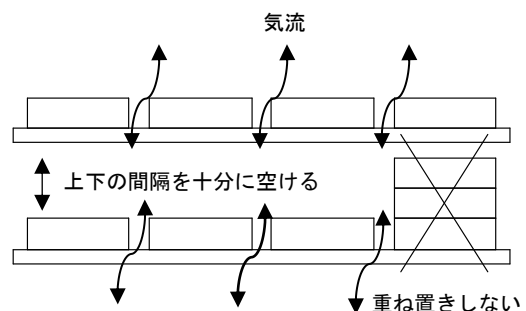 気流
上下の間隔を十分に空ける
重ね置きしない